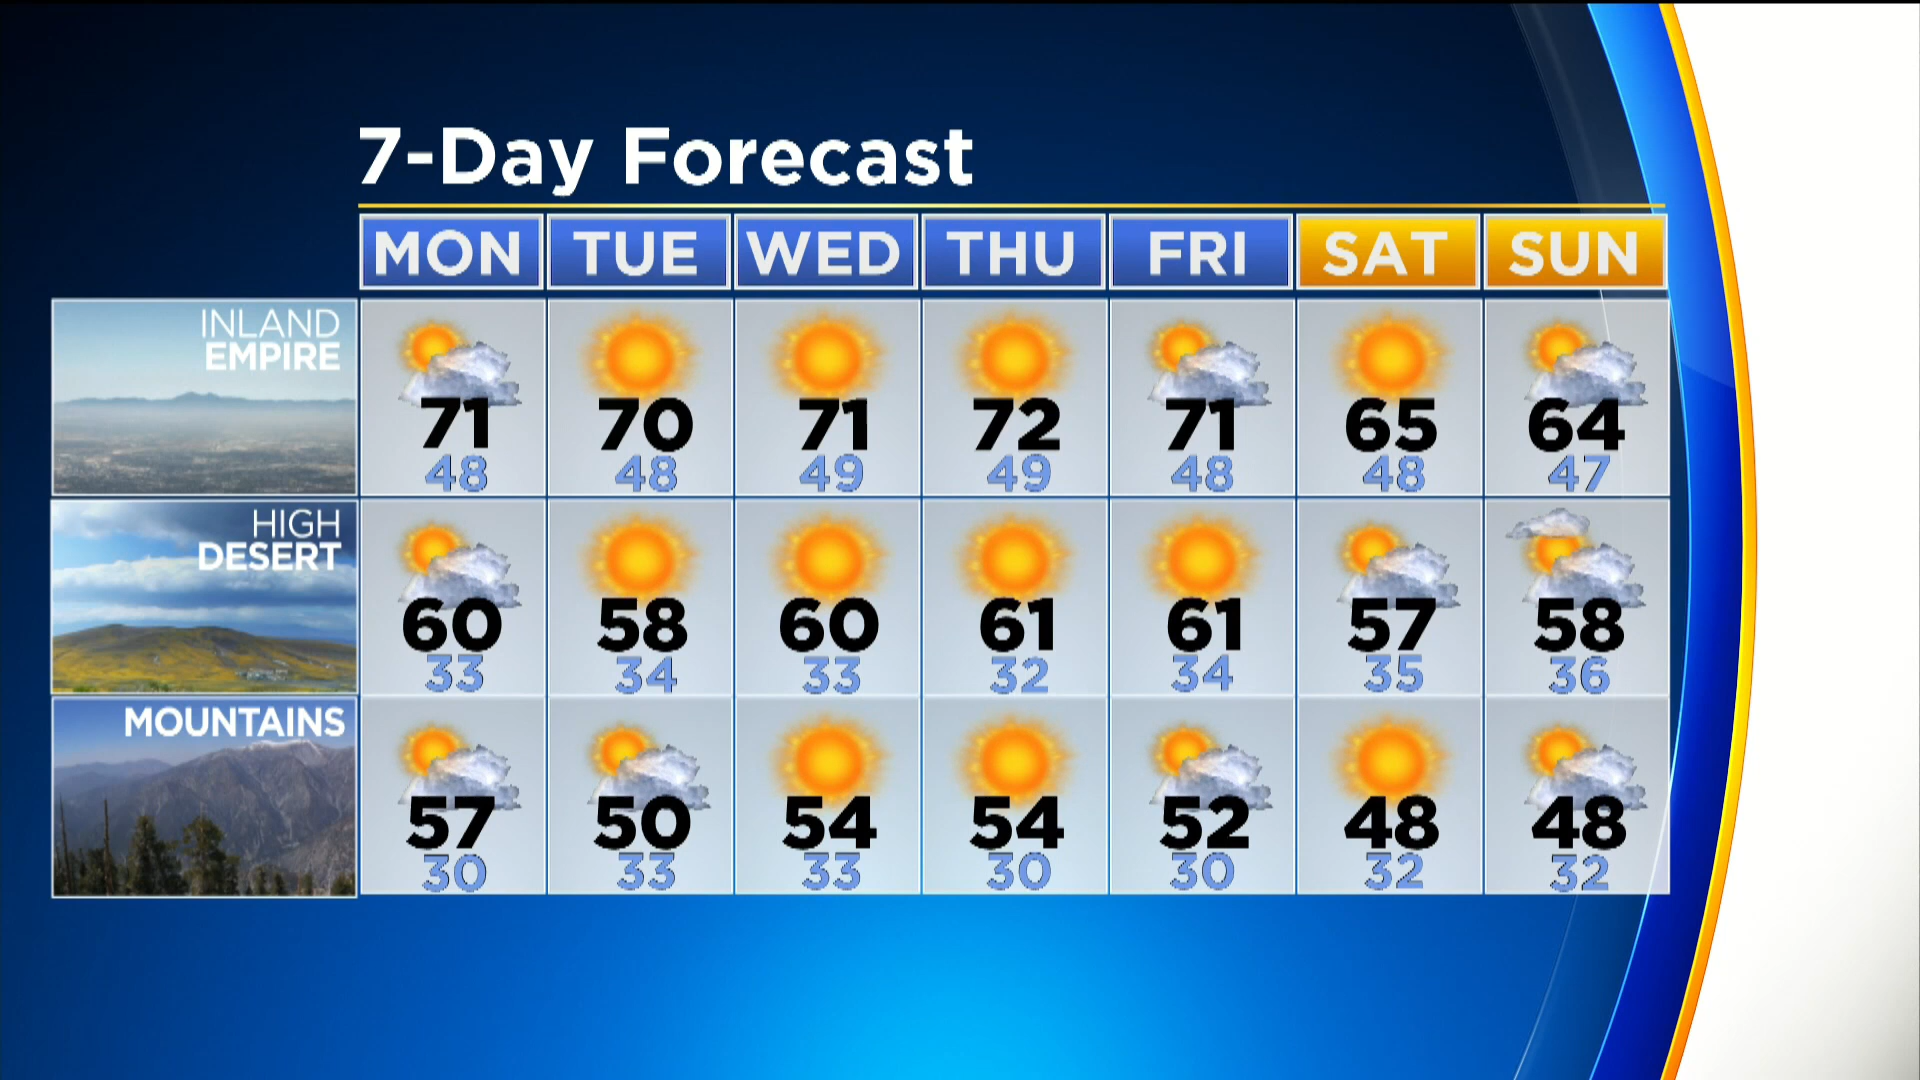 7-Day Forecast
MON TUE WED THU FRI SAT SUN
INLAND
EMPIRE
71 70 71 72 71 65 64
48 48 49 49 48 48 47
HIGH
DESERT
60 58 60 61 61 57 58
33 34 33 32 34 35 36
MOUNTAINS
57 50 54 54 52 48 48
30 33 33 30 30 32 32